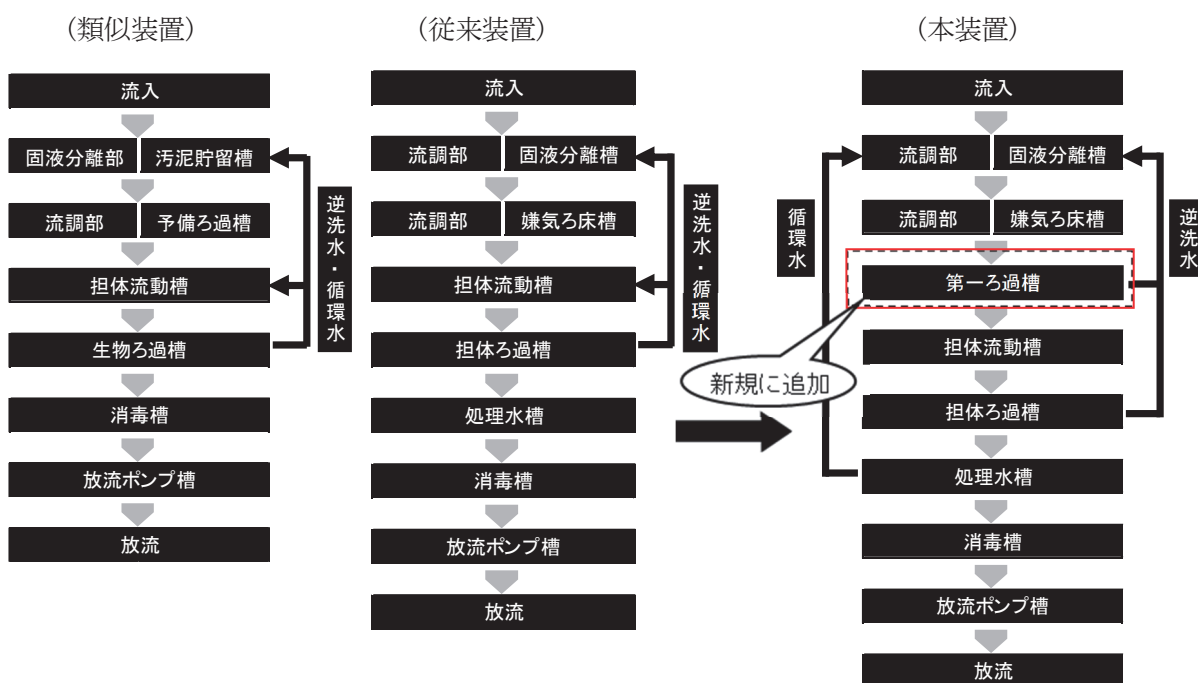 （類似装置）
流入
固液分離部
汚泥貯留槽
流調部
予備ろ過槽
担体流動槽
生物ろ過槽
消毒槽
放流ポンプ槽
放流
逆洗水・循環水
（従来装置）
流入
流調部
固液分離槽
流調部
嫌気ろ床槽
担体流動槽
担体ろ過槽
処理水槽
消毒槽
放流ポンプ槽
放流
逆洗水・循環水
（本装置）
流入
流調部
固液分離槽
流調部
嫌気ろ床槽
第一ろ過槽
担体流動槽
担体ろ過槽
処理水槽
消毒槽
放流ポンプ槽
放流
循環水
逆洗水
新規に追加